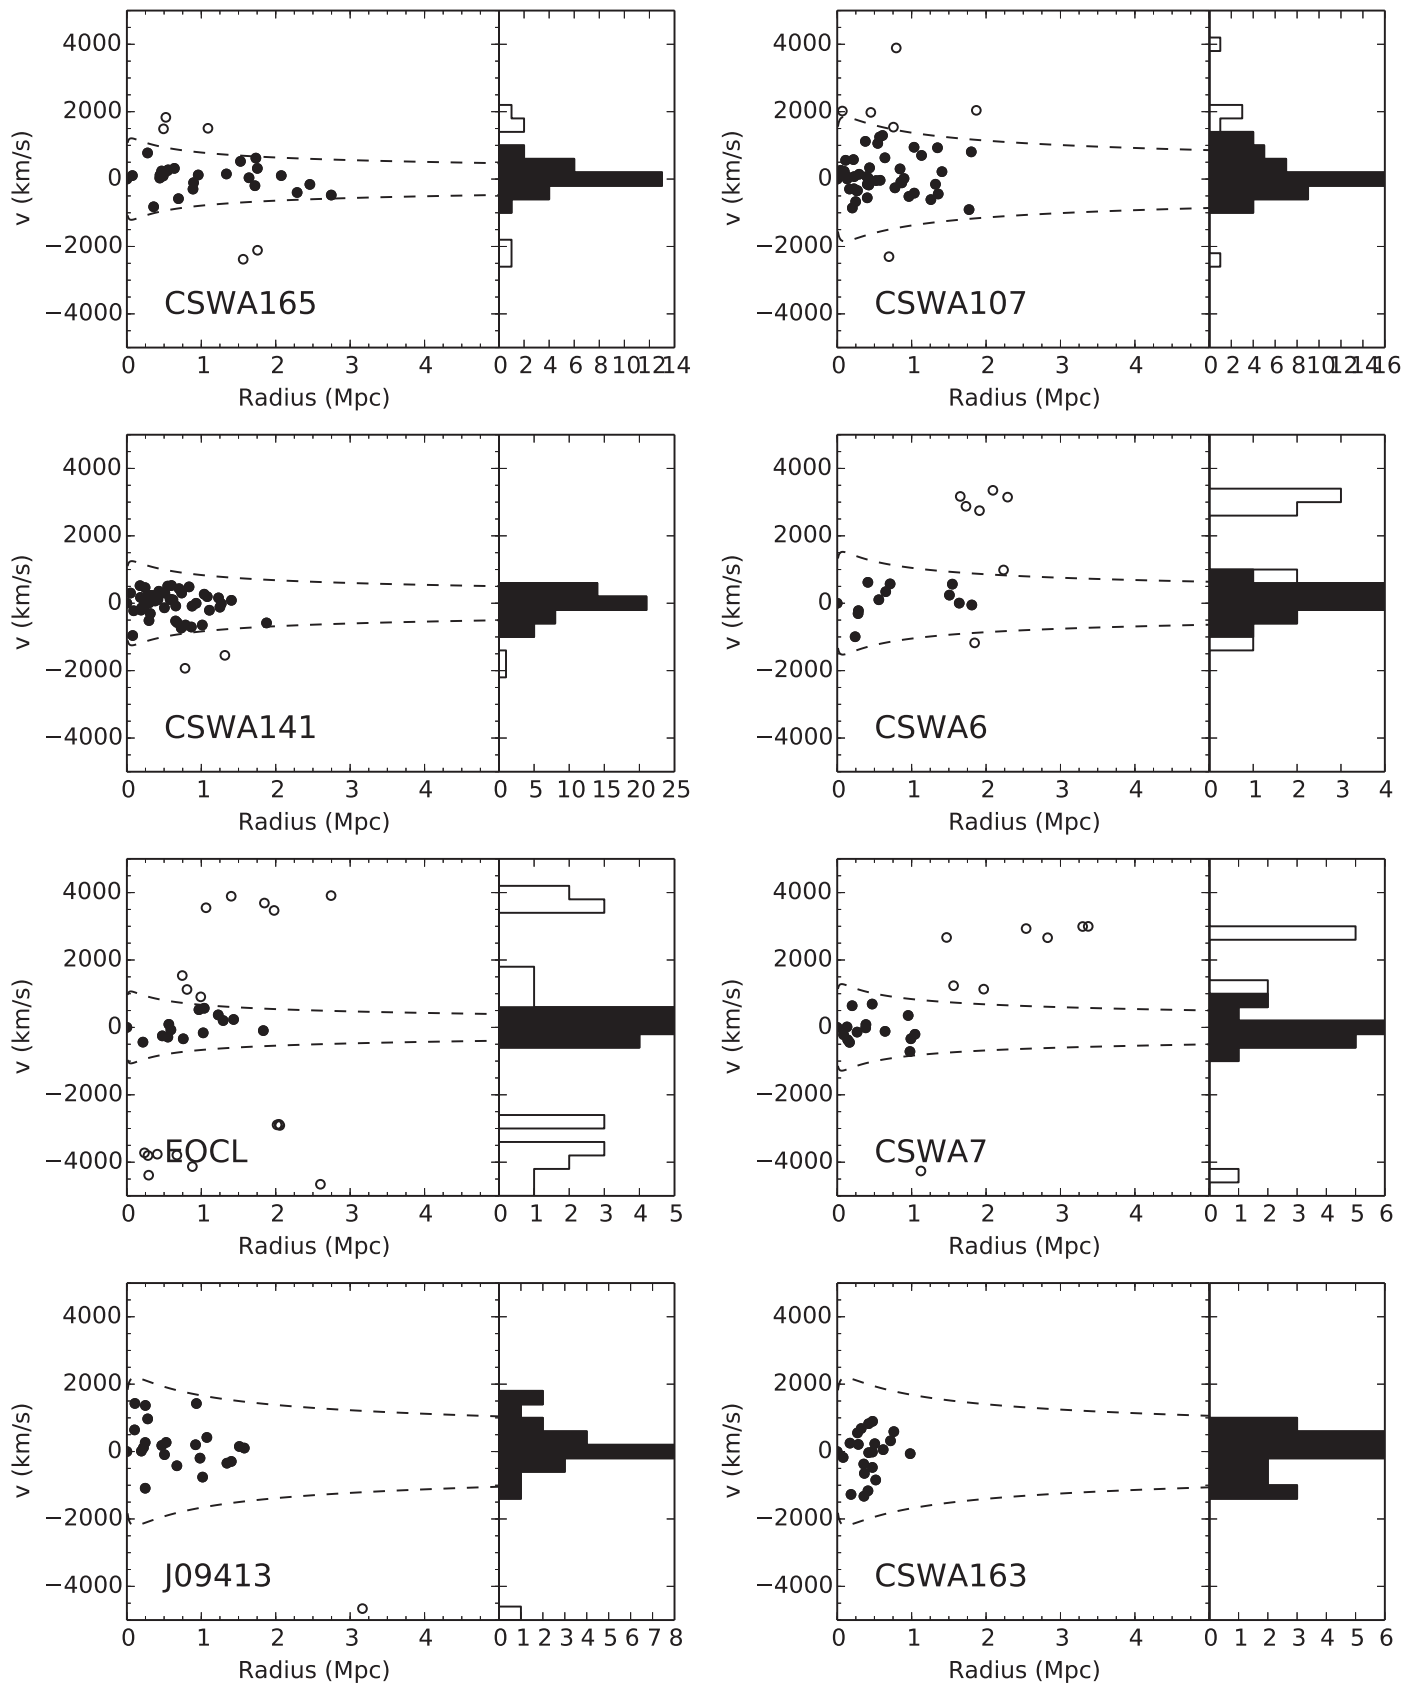 4000
2000
0
−2000
−4000
v (km/s)
CSWA165
0 1 2 3 4
0 2 4 6 8 10 12 14
Radius (Mpc)
4000
2000
0
−2000
−4000
v (km/s)
CSWA107
0 1 2 3 4
0 2 4 6 8 10 12 14 16
Radius (Mpc)
4000
2000
0
−2000
−4000
v (km/s)
CSWA141
0 1 2 3 4
0 5 10 15 20 25
Radius (Mpc)
4000
2000
0
−2000
−4000
v (km/s)
CSWA6
0 1 2 3 4
0 1 2 3 4
Radius (Mpc)
4000
2000
0
−2000
−4000
v (km/s)
EOCL
0 1 2 3 4
0 1 2 3 4 5
Radius (Mpc)
4000
2000
0
−2000
−4000
v (km/s)
CSWA7
0 1 2 3 4
0 1 2 3 4 5 6
Radius (Mpc)
4000
2000
0
−2000
−4000
v (km/s)
J09413
0 1 2 3 4
0 1 2 3 4 5 6 7 8
Radius (Mpc)
4000
2000
0
−2000
−4000
v (km/s)
CSWA163
0 1 2 3 4
0 1 2 3 4 5 6
Radius (Mpc)